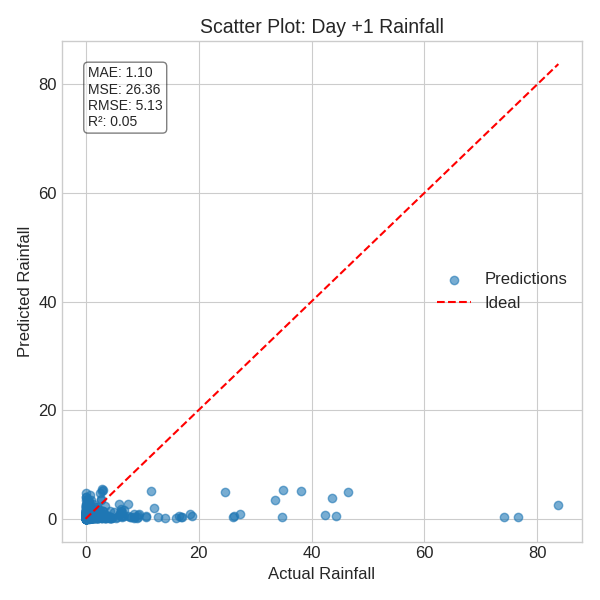 Scatter Plot: Day +1 Rainfall
MAE: 1.10
MSE: 26.36
RMSE: 5.13
R²: 0.05
80
60
40
20
0
Predicted Rainfall
Predictions
Ideal
0 20 40 60 80
Actual Rainfall